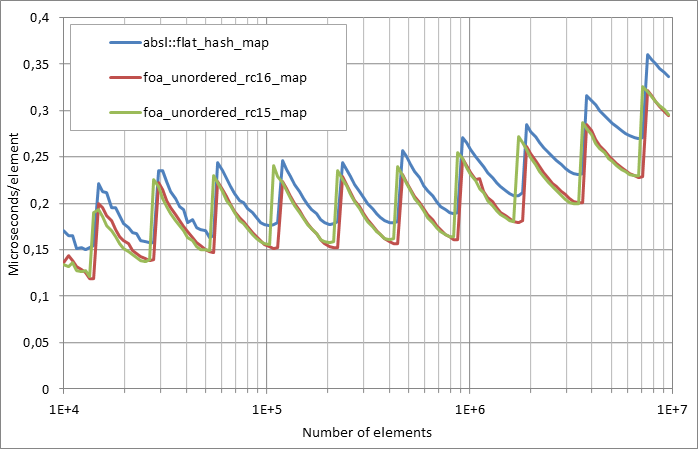 0,4
0,35
0,3
0,25
0,2
0,15
0,1
0,05
0
Microseconds/element
absl::flat_hash_map
foa_unordered_rc16_map
foa_unordered_rc15_map
1E+4
1E+5
1E+6
1E+7
Number of elements